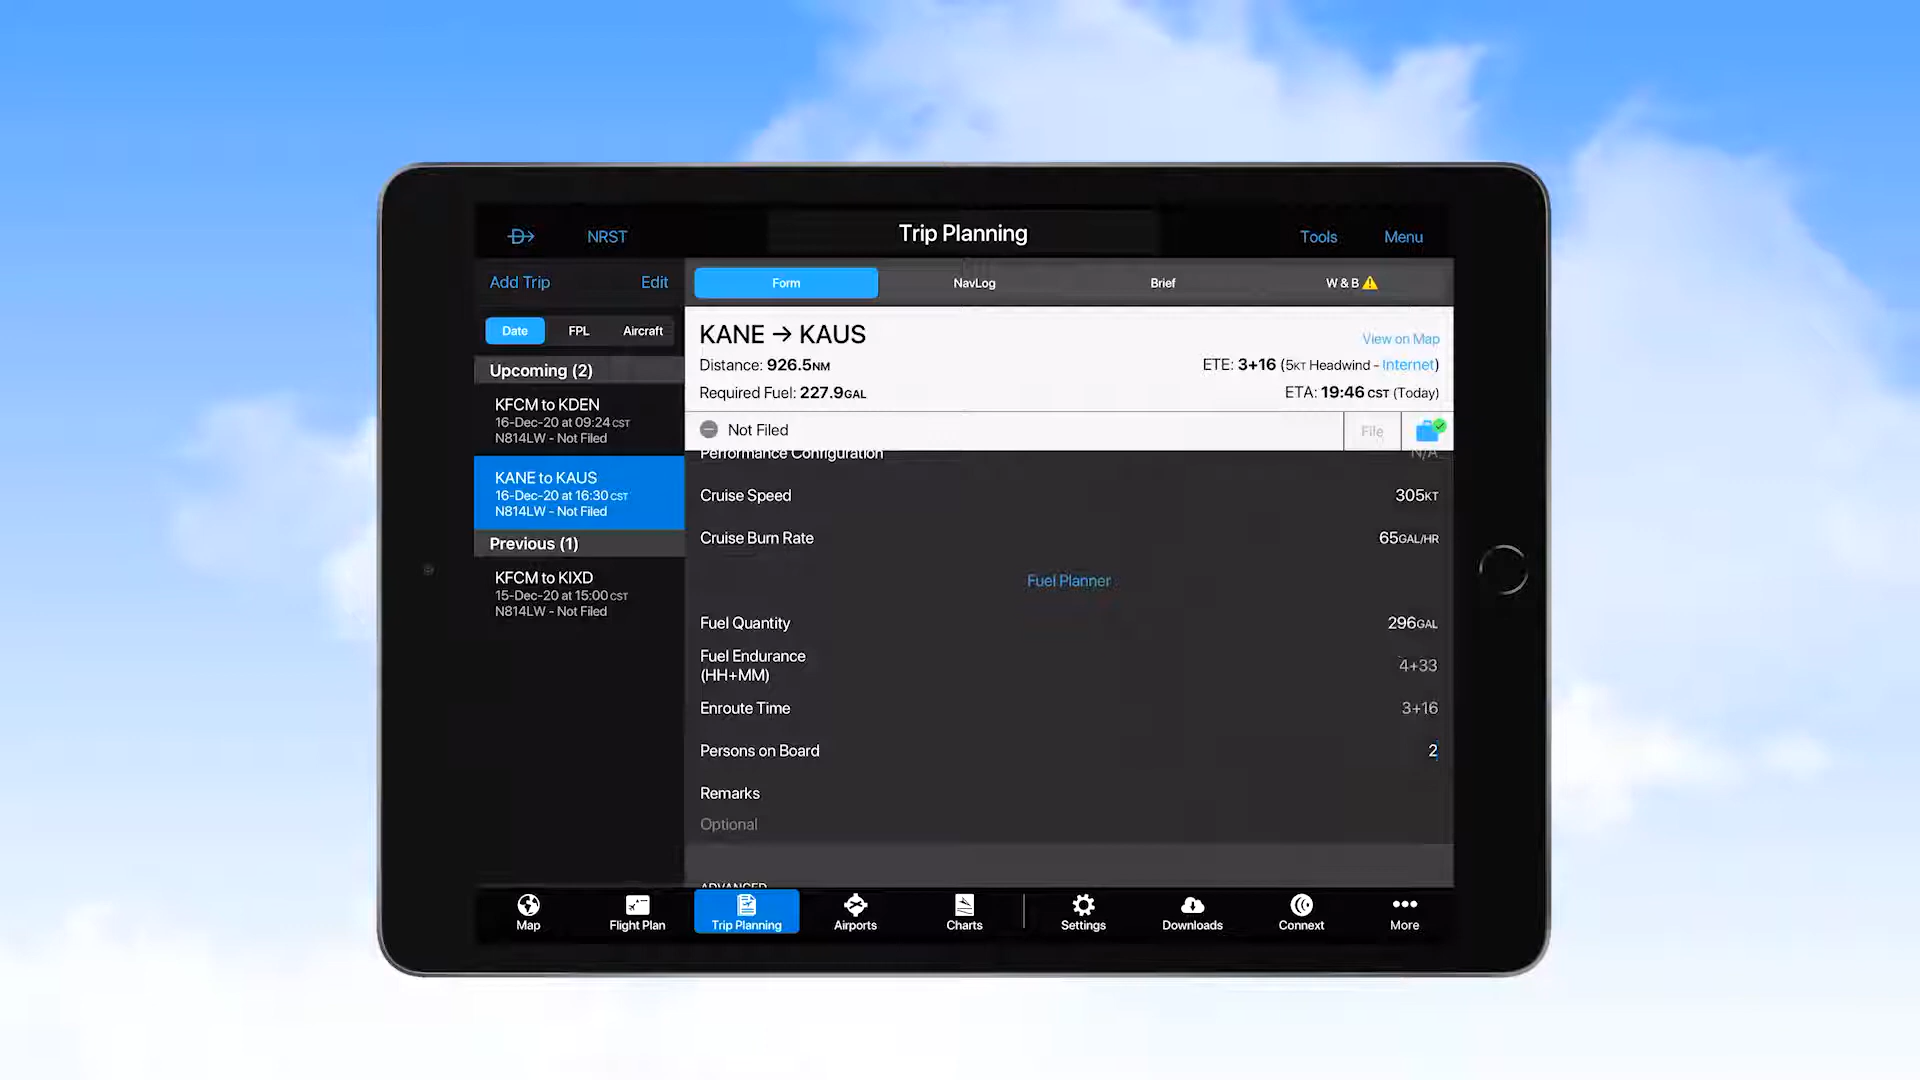 NRST
Trip Planning
Tools
Menu
Add Trip
Edit
Form
NavLog
Brief
W & B
Date
FPL
Aircraft
Upcoming (2)
KFCM to KDEN
16-Dec-20 at 09:24 CST
N814LW - Not Filed
KANE to KAUS
16-Dec-20 at 16:30 CST
N814LW - Not Filed
Previous (1)
KFCM to KIXD
15-Dec-20 at 15:00 CST
N814LW - Not Filed
KANE → KAUS
View on Map
Distance: 926.5NM
ETE: 3+16 (5KT Headwind - Internet)
Required Fuel: 227.9GAL
ETA: 19:46 CST (Today)
Not Filed
File
Performance Configuration
N/A
Cruise Speed
305KT
Cruise Burn Rate
65GAL/HR
Fuel Planner
Fuel Quantity
296GAL
Fuel Endurance
(HH+MM)
4+33
Enroute Time
3+16
Persons on Board
2
Remarks
Optional
ADVANCED
Map
Flight Plan
Trip Planning
Airports
Charts
Settings
Downloads
Connext
More